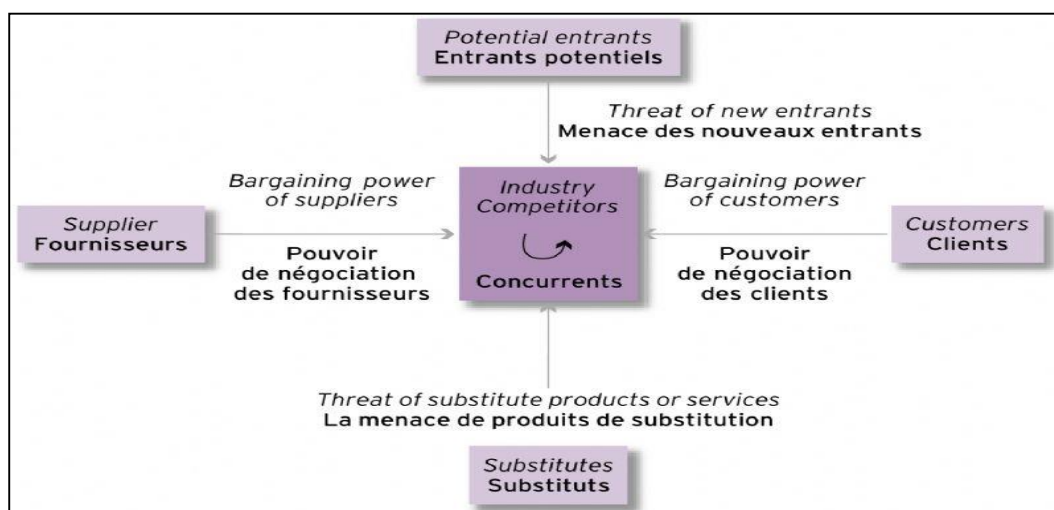 Potential entrants
Entrants potentiels
Threat of new entrants
Menace des nouveaux entrants
Bargaining power
of suppliers
Industry
Competitors
Bargaining power
of customers
Supplier
Fournisseurs
Customers
Clients
Pouvoir
de négociation
des fournisseurs
Concurrents
Pouvoir
de négociation
des clients
Threat of substitute products or services
La menace de produits de substitution
Substitutes
Substituts